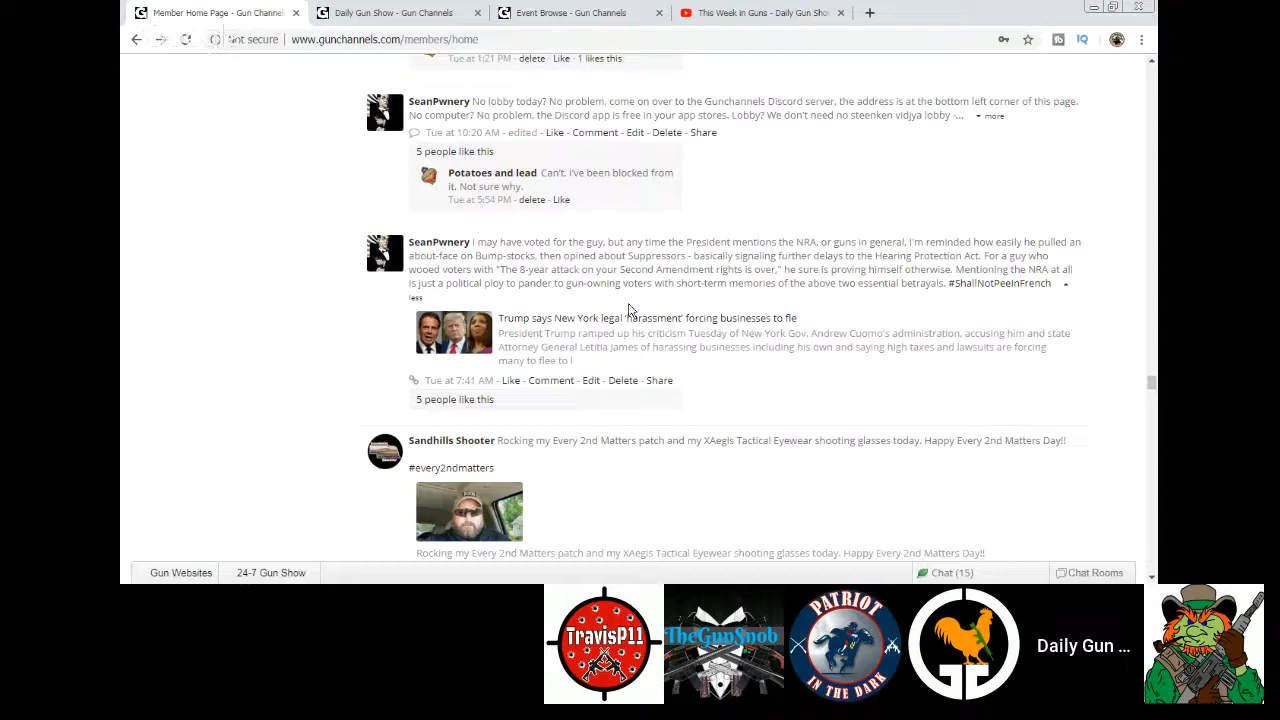 Member Home Page - Gun Channel
Daily Gun Show - Gun Channels
Event Browse - Gun Channels
This Week in Guns - Daily Gun Sho
Not secure
www.gunchannels.com/members/home
Tue at 1:21 PM - delete - Like - 1 likes this
SeanPwnery No lobby today? No problem, come on over to the Gunchannels Discord server, the address is at the bottom left corner of this page.
No computer? No problem, the Discord app is free in your app stores. Lobby? We don't need no steenken vidjya lobby -... more
Tue at 10:20 AM - edited - Like - Comment - Edit - Delete - Share
5 people like this
Potatoes and lead Can't. i've been blocked from
it. Not sure why.
Tue at 5:54 PM - delete - Like
SeanPwnery I may have voted for the guy, but any time the President mentions the NRA, or guns in general, I'm reminded how easily he pulled an
about-face on Bump-stocks, then opined about Suppressors - basically signaling further delays to the Hearing Protection Act. For a guy who
wooed voters with "The 8-year attack on your Second Amendment rights is over," he sure is proving himself otherwise. Mentioning the NRA at all
is just a political ploy to pander to gun-owning voters with short-term memories of the above two essential betrayals. #ShallNotPeeInFrench
less
Trump says New York legal 'harassment' forcing businesses to fle
President Trump ramped up his criticism Tuesday of New York Gov. Andrew Cuomo's administration, accusing him and state
Attorney General Letitia James of harassing businesses including his own and saying high taxes and lawsuits are forcing
many to flee to l
Tue at 7:41 AM - Like - Comment - Edit - Delete - Share
5 people like this
Sandhills Shooter Rocking my Every 2nd Matters patch and my XAegis Tactical Eyewear shooting glasses today. Happy Every 2nd Matters Day!!
#every2ndmatters
Rocking my Every 2nd Matters patch and my XAegis Tactical Eyewear shooting glasses today. Happy Every 2nd Matters Day!!
Gun Websites
24-7 Gun Show
Chat (15)
Chat Rooms
TravisP11
TheGunSnob
PATRIOT
IN THE DARK
Daily Gun ...